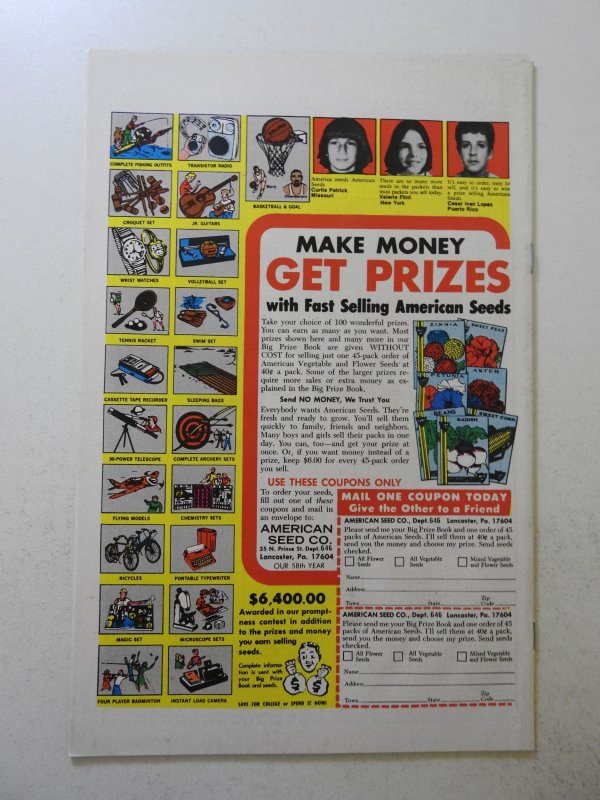 COMPLETE FISHING OUTFITS
TRANSISTOR RADIO
BASKETBALL & GOAL
CROQUET SET
JR. GUITARS
WRIST WATCHES
VOLLEYBALL SET
TENNIS RACKET
SWIM SET
CASSETTE TAPE RECORDER
SLEEPING BAGS
30-POWER TELESCOPE
COMPLETE ARCHERY SETS
FLYING MODELS
CHEMISTRY SETS
BICYCLES
PORTABLE TYPEWRITER
MAGIC SET
MICROSCOPE SETS
FOUR PLAYER BADMINTON
INSTANT LOAD CAMERA
America needs American
Seeds
Curtis Patrick
Missouri
There are so many more
seeds in the packets than
most packets you sell today.
Valerie Flint
New York
It's easy to order, easy to
sell, and it's easy to win
a prize selling American
Seeds.
Cesar Ivan Lopez
Puerto Rico
MAKE MONEY
GET PRIZES
with Fast Selling American Seeds
Take your choice of 100 wonderful prizes.
You can earn as many as you want. Most
prizes shown here and many more in our
Big Prize Book are given WITHOUT
COST for selling just one 45-pack order of
American Vegetable and Flower Seeds at
40¢ a pack. Some of the larger prizes re-
quire more sales or extra money as ex-
plained in the Big Prize Book.
Send NO MONEY, We Trust You
Everybody wants American Seeds. They're
fresh and ready to grow. You'll sell them
quickly to family, friends and neighbors.
Many boys and girls sell their packs in one
day. You can, too—and get your prize at
once. Or, if you want money instead of a
prize, keep $6.00 for every 45-pack order
you sell.
ZINNIA
SWEET PEAS
PETUNIA
ASTER
BEANS
RADISH
SWEET CORN
USE THESE COUPONS ONLY
To order your seeds,
fill out one of these
coupons and mail in
an envelope to:
AMERICAN
SEED CO.
35 N. Prince St. Dept. 646
Lancaster, Pa. 17604
OUR 58th YEAR
$6,400.00
Awarded in our prompt-
ness contest in addition
to the prizes and money
you earn selling
seeds.
Complete informa-
tion is sent with
your Big Prize
Book and seeds.
$ $
SAVE FOR COLLEGE or SPEND IT NOW!
MAIL ONE COUPON TODAY
Give the Other to a Friend
AMERICAN SEED CO., Dept. 646 Lancaster, Pa. 17604
Please send me your Big Prize Book and one order of 45
packs of American Seeds. I'll sell them at 40¢ a pack,
send you the money and choose my prize. Send seeds
checked.
All Flower
Seeds
All Vegetable
Seeds
Mixed Vegetable
and Flower Seeds
Name
Address
Town State Zip Code
AMERICAN SEED CO., Dept. 646 Lancaster, Pa. 17604
Please send me your Big Prize Book and one order of 45
packs of American Seeds. I'll sell them at 40¢ a pack,
send you the money and choose my prize. Send seeds
checked.
All Flower
Seeds
All Vegetable
Seeds
Mixed Vegetable
and Flower Seeds
Name
Address
Town State Zip Code